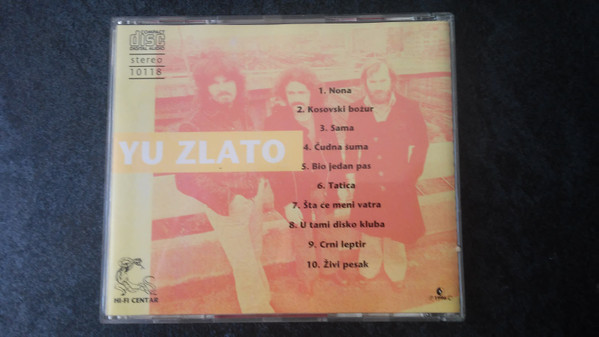 COMPACT
disc
DIGITAL AUDIO
stereo
10118
1. Nona
2. Kosovski božur
3. Sama
4. Čudna šuma
YU ZLATO
5. Bio jedan pas
6. Tatica
7. Šta će meni vatra
8. U tami disko kluba
9. Crni leptir
10. Živi pesak
HI-FI CENTAR